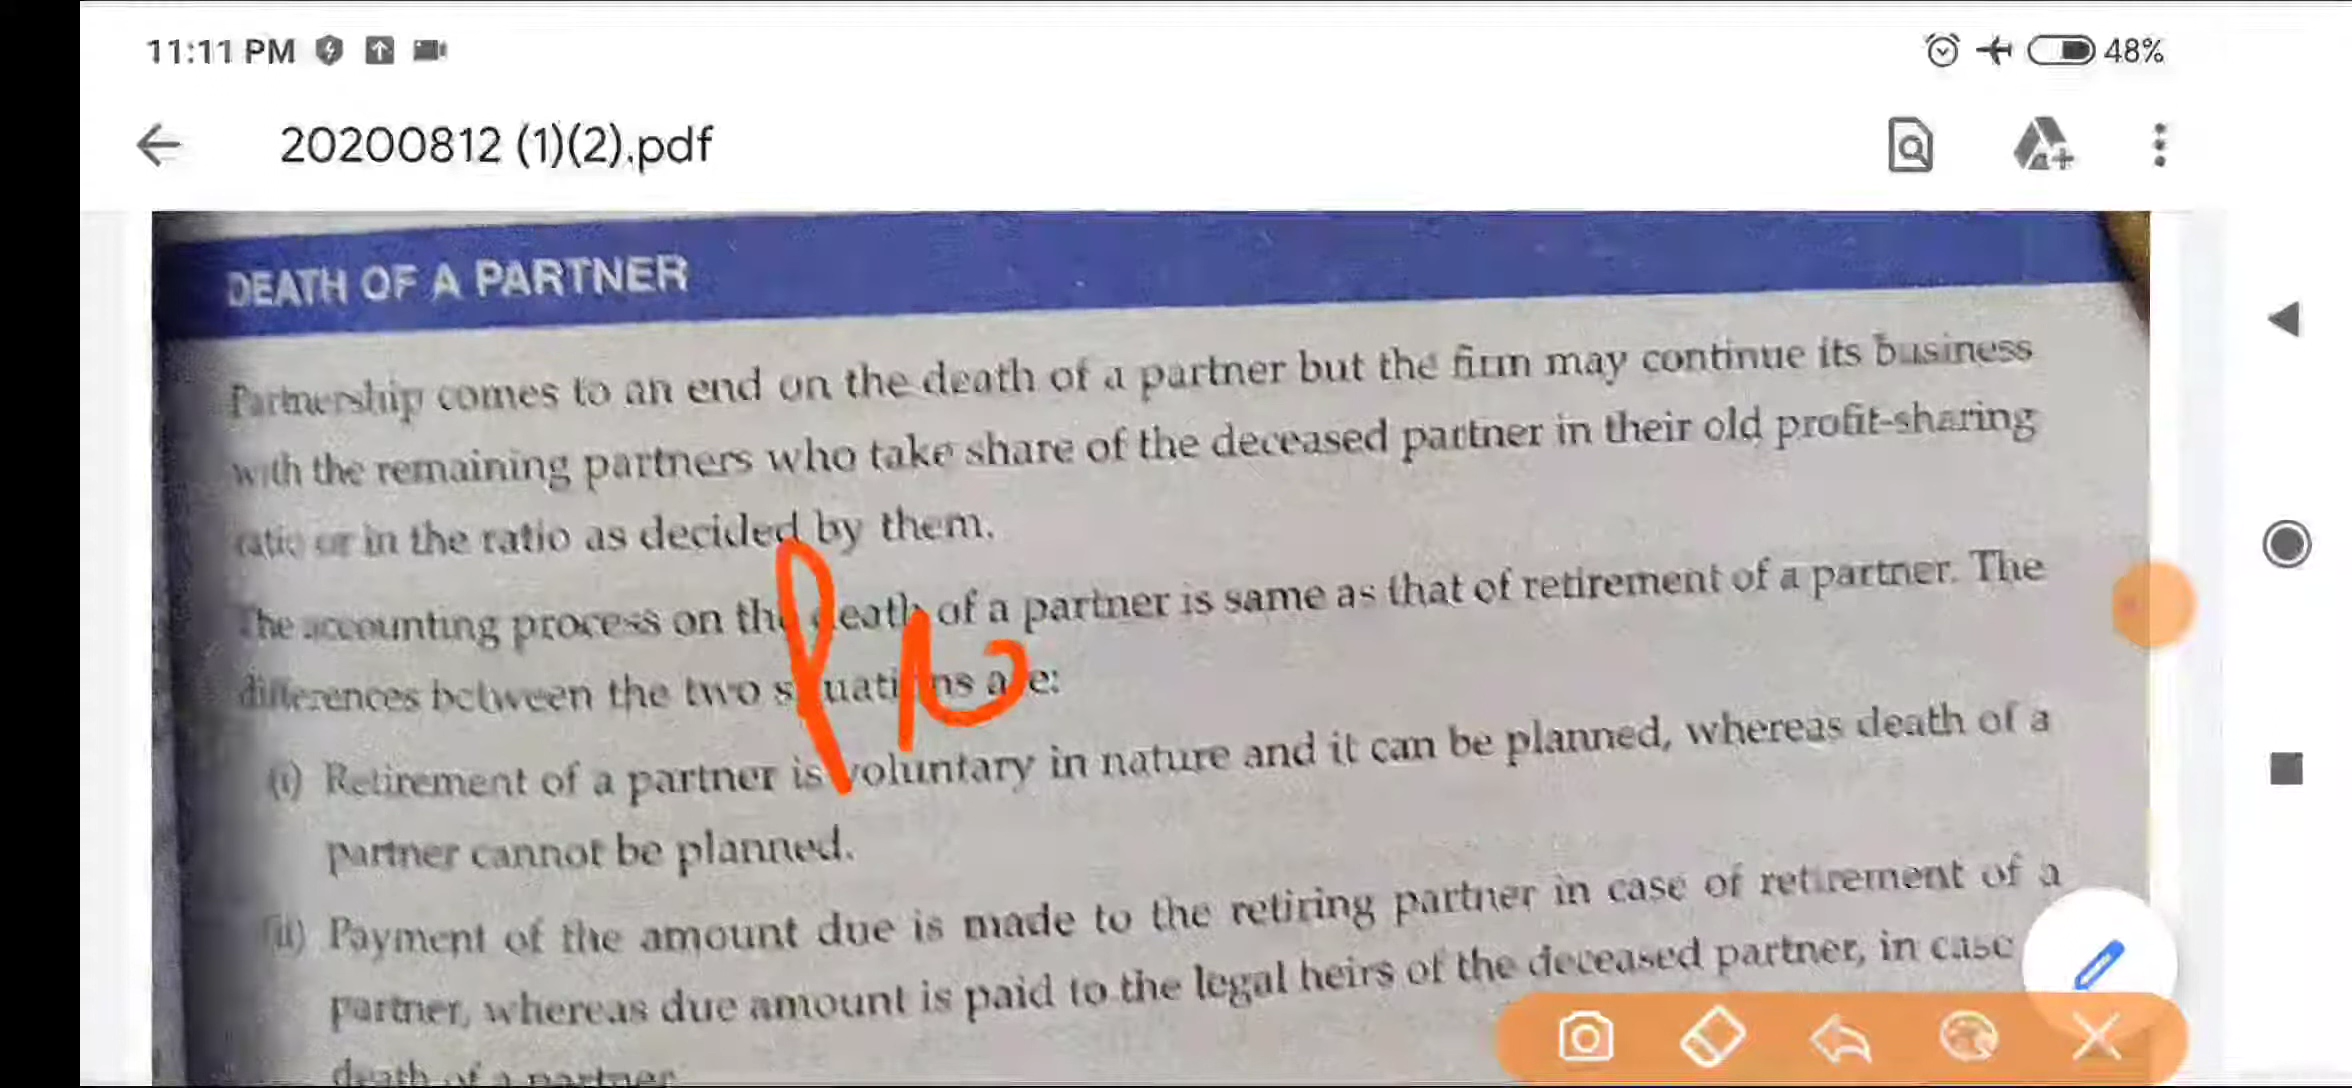 11:11 PM 48%
20200812 (1)(2).pdf
DEATH OF A PARTNER
Partnership comes to an end on the death of a partner but the firm may continue its business
with the remaining partners who take share of the deceased partner in their old profit-sharing
ratio or in the ratio as decided by them.
The accounting process on the death of a partner is same as that of retirement of a partner. The
differences between the two situations are:
(i) Retirement of a partner is voluntary in nature and it can be planned, whereas death of a
partner cannot be planned.
(ii) Payment of the amount due is made to the retiring partner in case of retirement of a
partner, whereas due amount is paid to the legal heirs of the deceased partner, in case
death of a partner